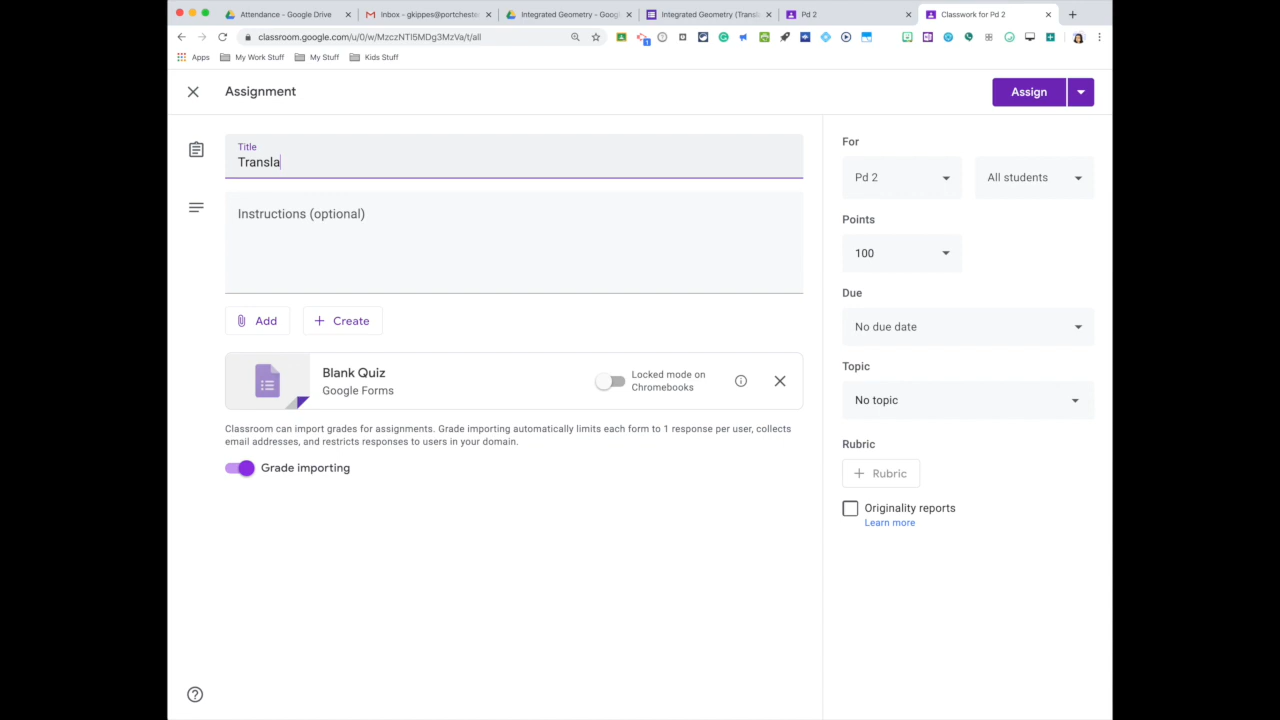 Attendance - Google Drive
Inbox - gkippes@portcheste
Integrated Geometry - Goog
Integrated Geometry (Transl
Pd 2
Classwork for Pd 2
classroom.google.com/u/0/w/MzczNTI5MDg3MzVa/t/all
1
Apps
My Work Stuff
My Stuff
Kids Stuff
Assignment
Assign
Title
Transla
Instructions (optional)
Add
Create
Blank Quiz
Google Forms
Locked mode on
Chromebooks
Classroom can import grades for assignments. Grade importing automatically limits each form to 1 response per user, collects
email addresses, and restricts responses to users in your domain.
Grade importing
For
Pd 2
All students
Points
100
Due
No due date
Topic
No topic
Rubric
Rubric
Originality reports
Learn more